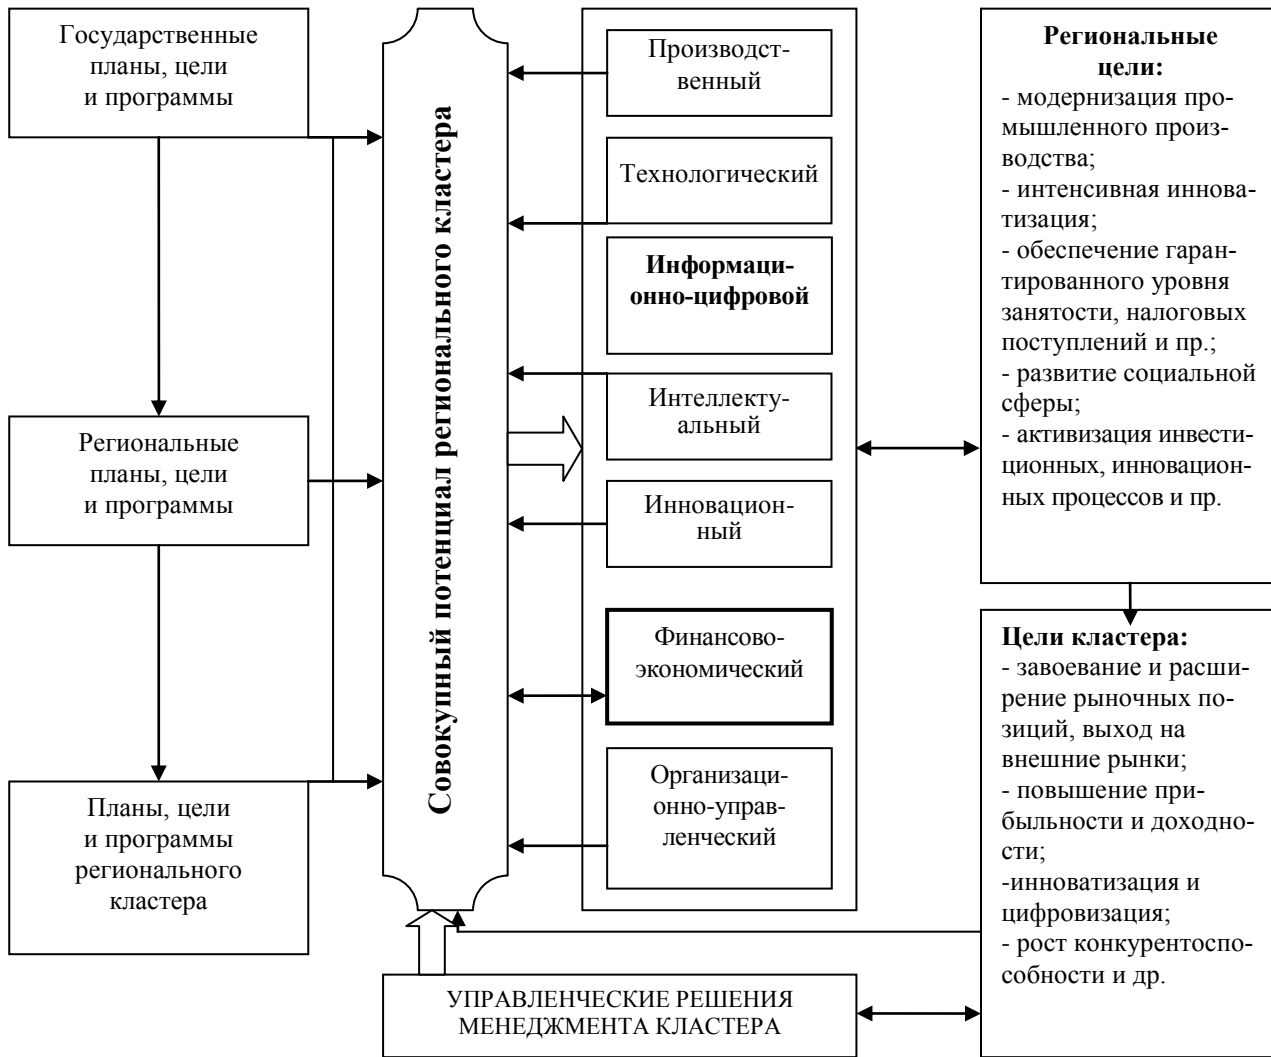 Государственные
планы, цели
и программы
Региональные
планы, цели
и программы
Планы, цели
и программы
регионального
кластера
Совокупный потенциал регионального кластера
Производст-
венный
Технологический
Информаци-
онно-цифровой
Интеллекту-
альный
Инновацион-
ный
Финансово-
экономический
Организаци-
онно-управ-
ленческий
УПРАВЛЕНЧЕСКИЕ РЕШЕНИЯ
МЕНЕДЖМЕНТА КЛАСТЕРА
Региональные
цели:
- модернизация про-
мышленного произ-
водства;
- интенсивная иннова-
тизация;
- обеспечение гаран-
тированного уровня
занятости, налоговых
поступлений и пр.;
- развитие социальной
сферы;
- активизация инвести-
ционных, инновацион-
ных процессов и пр.
Цели кластера:
- завоевание и расши-
рение рыночных по-
зиций, выход на
внешние рынки;
- повышение при-
быльности и доходно-
сти;
-инноватизация и
цифровизация;
- рост конкурентоспо-
собности и др.